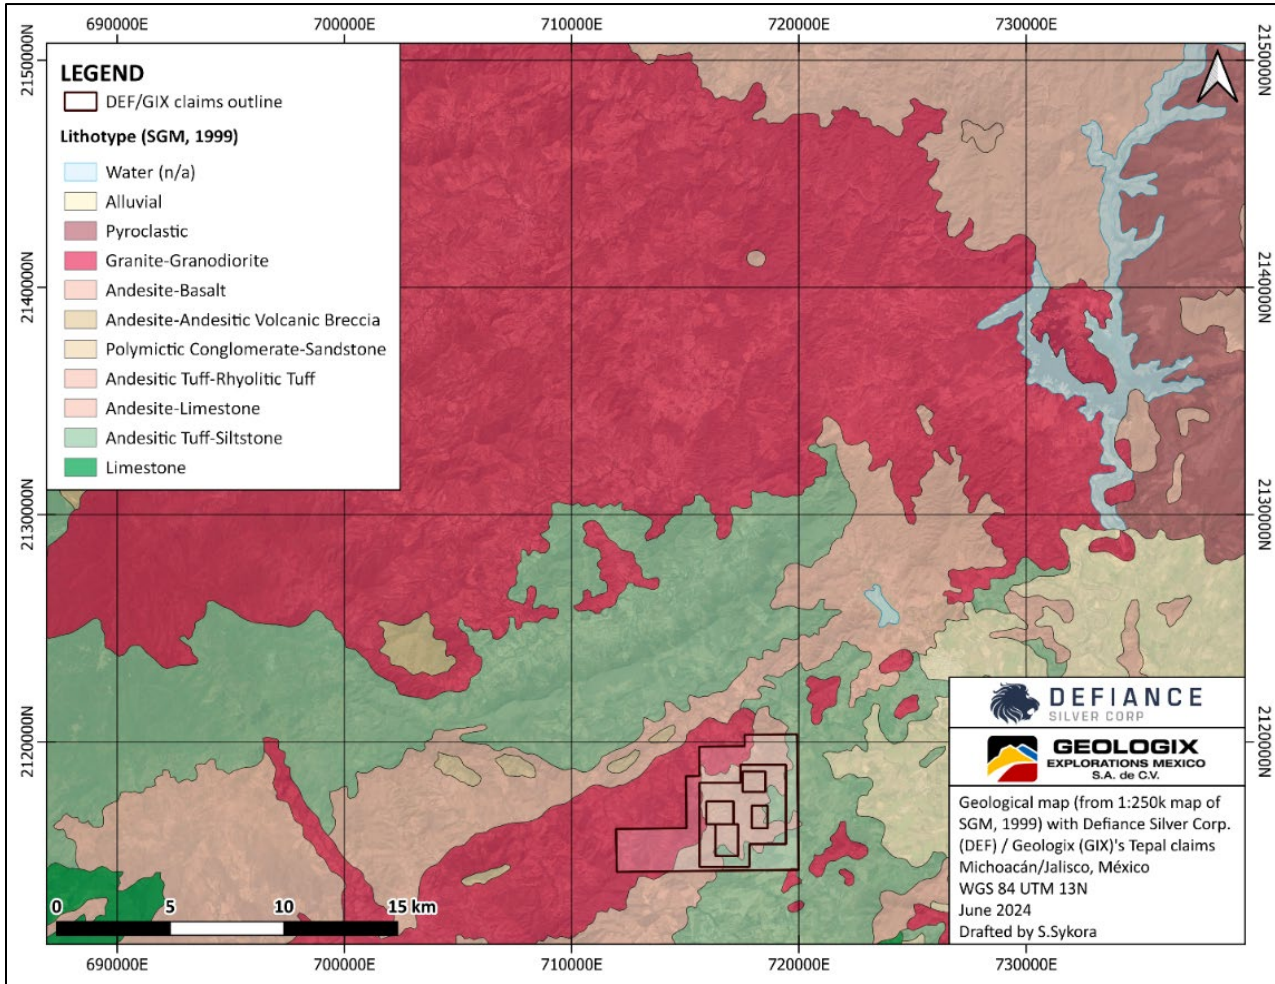 690000E 700000E 710000E 720000E 730000E
2150000N 2150000N
LEGEND
DEF/GIX claims outline
Lithotype (SGM, 1999)
Water (n/a)
Alluvial
Pyroclastic
Granite-Granodiorite
Andesite-Basalt
Andesite-Andesitic Volcanic Breccia
Polymictic Conglomerate-Sandstone
Andesitic Tuff-Rhyolitic Tuff
Andesite-Limestone
Andesitic Tuff-Siltstone
Limestone
2140000N 2140000N
2130000N 2130000N
2120000N 2120000N
DEFIANCE
SILVER CORP
GEOLOGIX
EXPLORATIONS MEXICO
S.A. de C.V.
Geological map (from 1:250k map of
SGM, 1999) with Defiance Silver Corp.
(DEF) / Geologix (GIX)'s Tepal claims
Michoacán/Jalisco, México
WGS 84 UTM 13N
June 2024
Drafted by S.Sykora
0 5 10 15 km
690000E 700000E 710000E 720000E 730000E